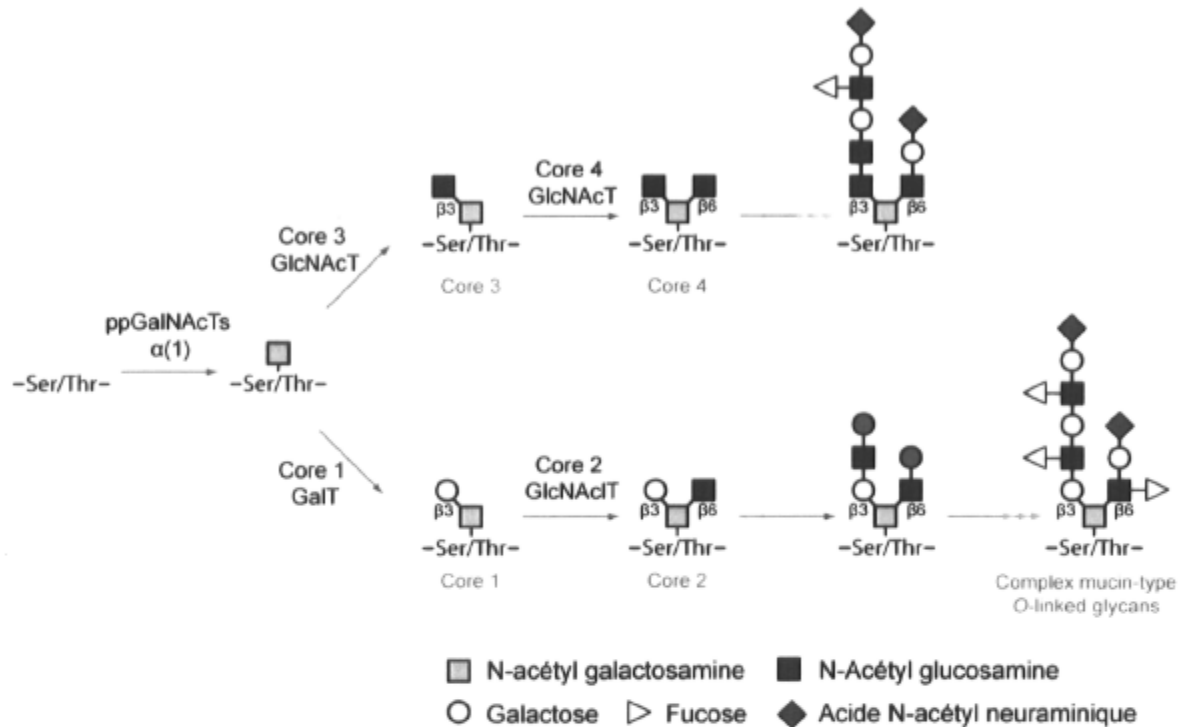 Core 4
GlcNAcT
β3
β3
β6
β3
β6
Core 3
GlcNAcT
–Ser/Thr–
–Ser/Thr–
–Ser/Thr–
Core 3
Core 4
ppGalNAcTs
α(1)
–Ser/Thr–
–Ser/Thr–
Core 1
GalT
Core 2
GlcNAclT
β3
β3
β6
β3
β6
β3
β6
–Ser/Thr–
–Ser/Thr–
–Ser/Thr–
–Ser/Thr–
Core 1
Core 2
Complex mucin-type
O-linked glycans
N-acétyl galactosamine
N-Acétyl glucosamine
Galactose
Fucose
Acide N-acétyl neuraminique